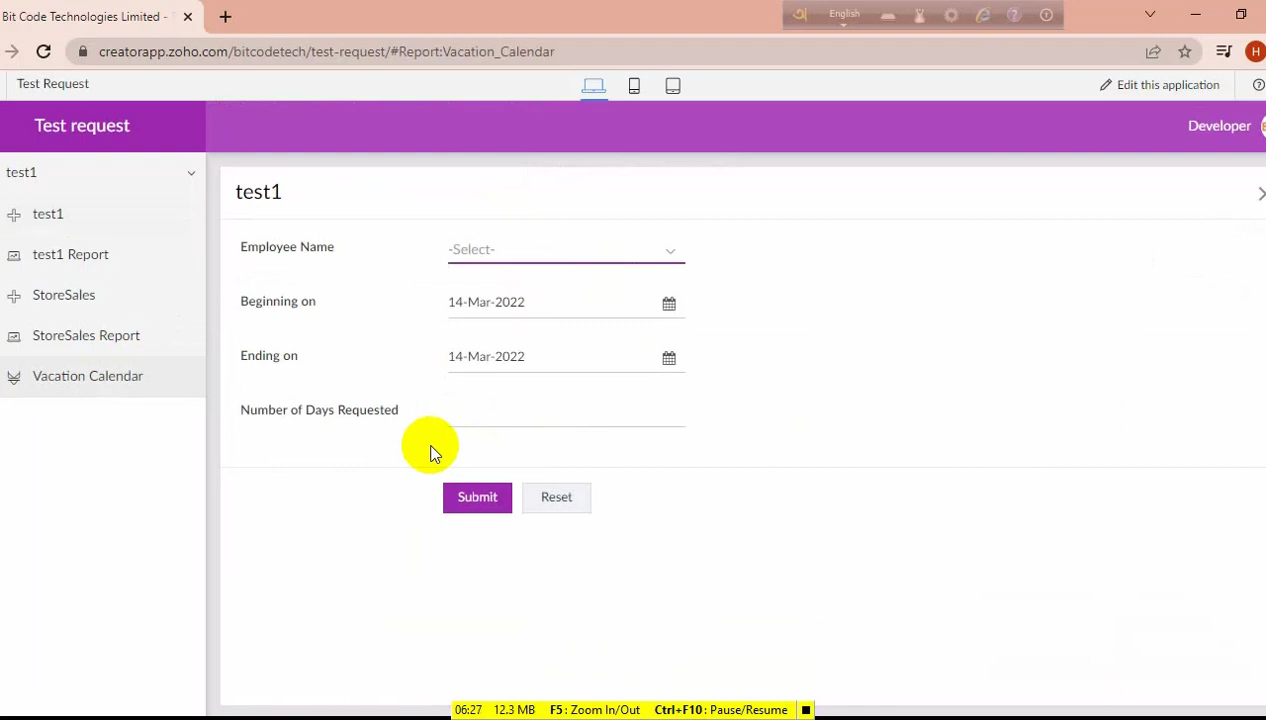 Bit Code Technologies Limited -
English
creatorapp.zoho.com/bitcodetech/test-request/#Report:Vacation_Calendar
H
Test Request
Edit this application
Test request
Developer
test1
test1
test1 Report
StoreSales
StoreSales Report
Vacation Calendar
test1
Employee Name
-Select-
Beginning on
14-Mar-2022
Ending on
14-Mar-2022
Number of Days Requested
Submit
Reset
06:27 12.3 MB F5: Zoom In/Out Ctrl+F10: Pause/Resume